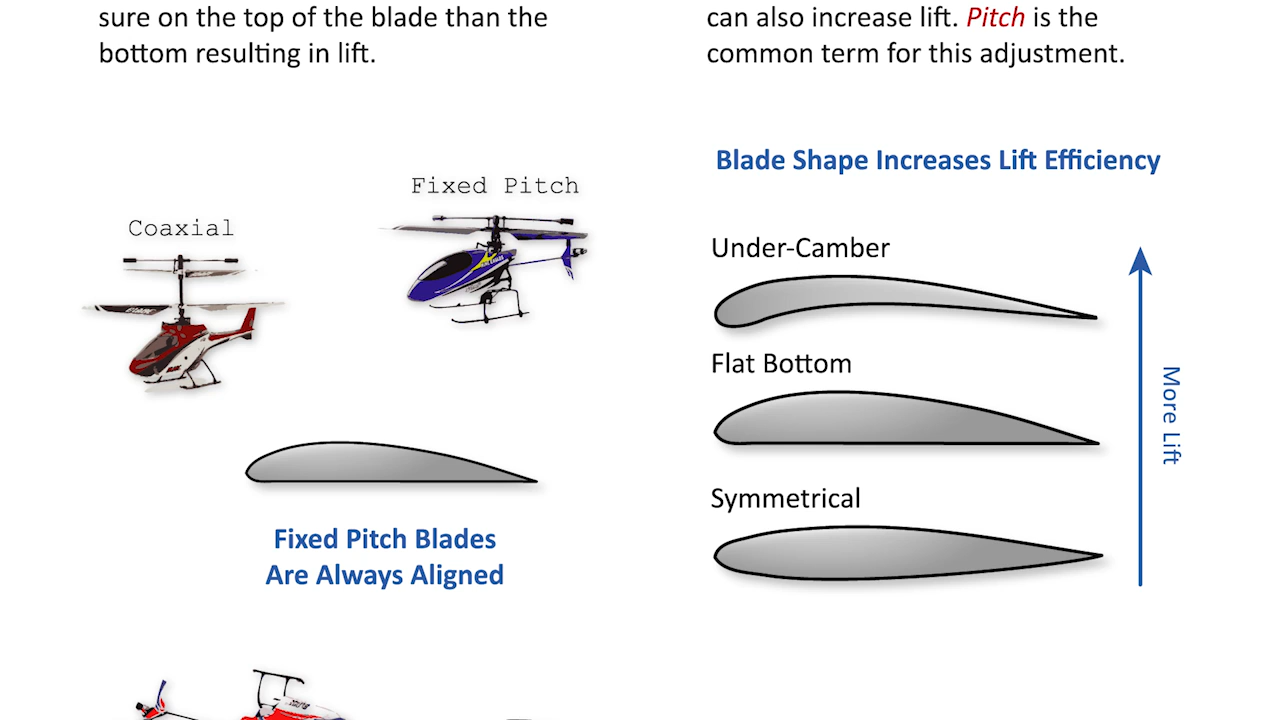 sure on the top of the blade than the
bottom resulting in lift.
can also increase lift. Pitch is the
common term for this adjustment.
Blade Shape Increases Lift Efficiency
Fixed Pitch
Coaxial
Under-Camber
Flat Bottom
More Lift
Symmetrical
Fixed Pitch Blades
Are Always Aligned